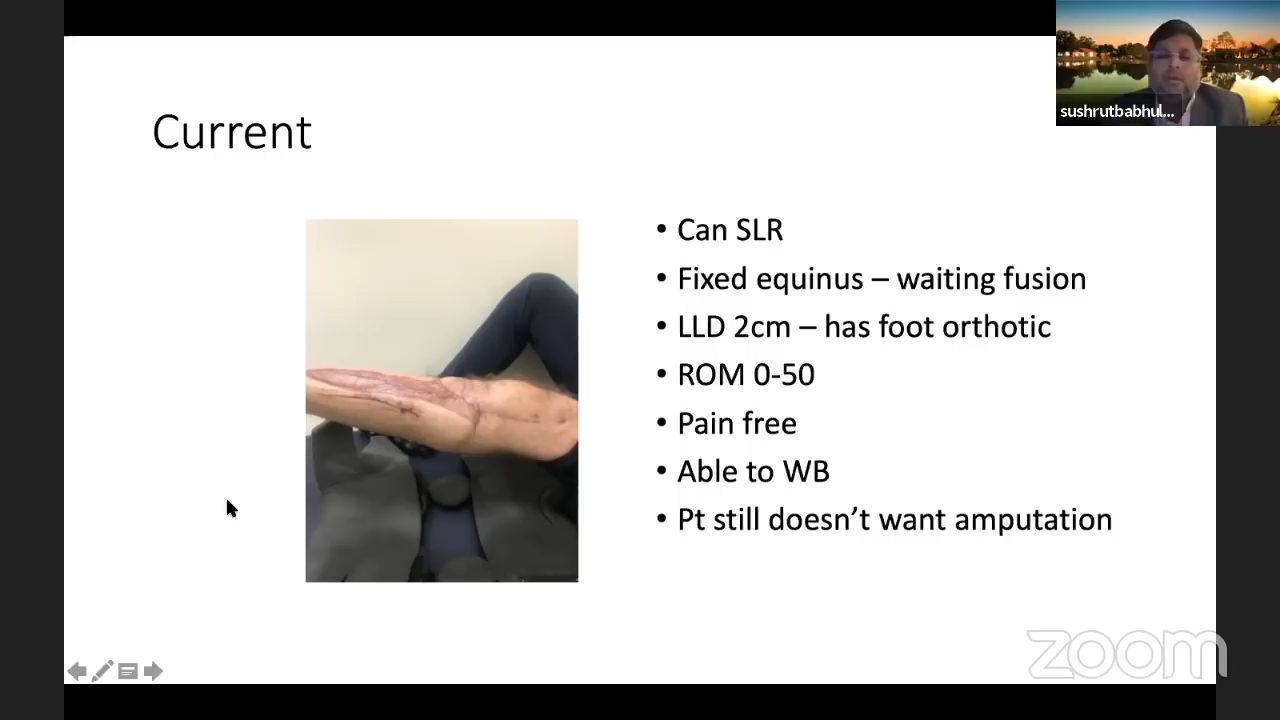 sushrutbabhul...
Current
• Can SLR
• Fixed equinus – waiting fusion
• LLD 2cm – has foot orthotic
• ROM 0-50
• Pain free
• Able to WB
• Pt still doesn’t want amputation
zoom